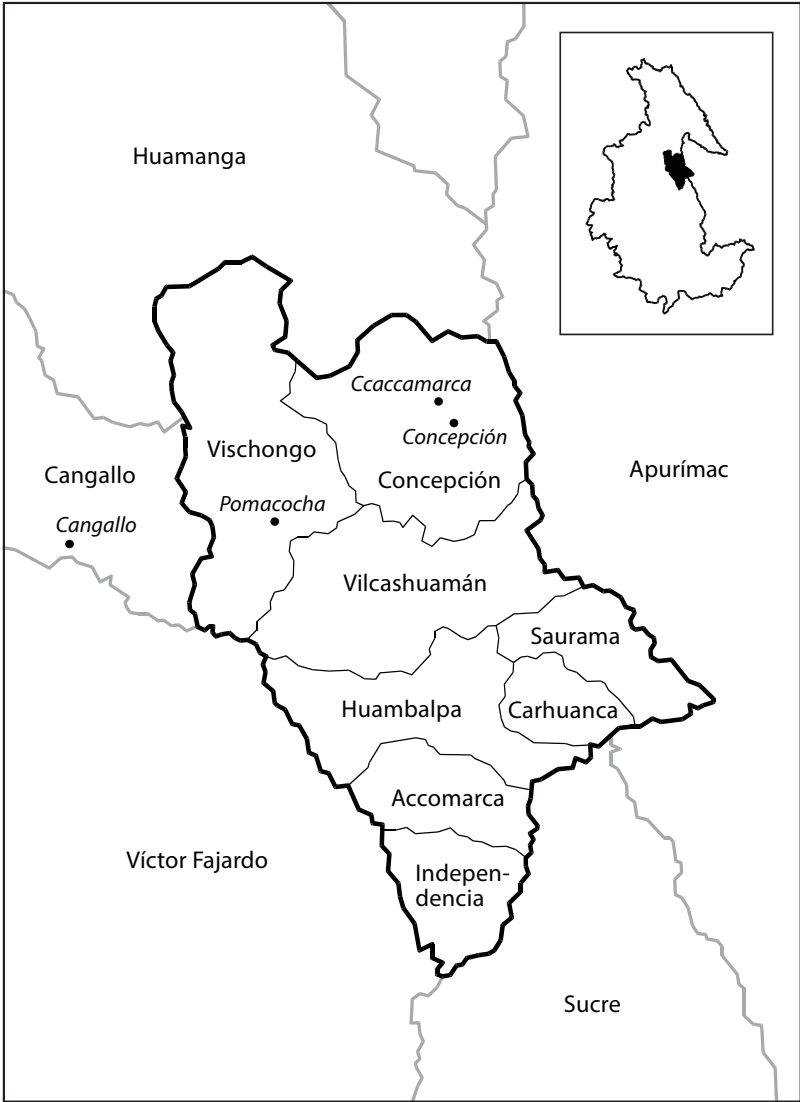 Huamanga
Ccaccamarca
Concepción
Vischongo
Cangallo
Apurímac
Concepción
Pomacocha
Cangallo
Vilcashuamán
Saurama
Huambalpa
Carhuanca
Accomarca
Víctor Fajardo
Indepen-
dencia
Sucre